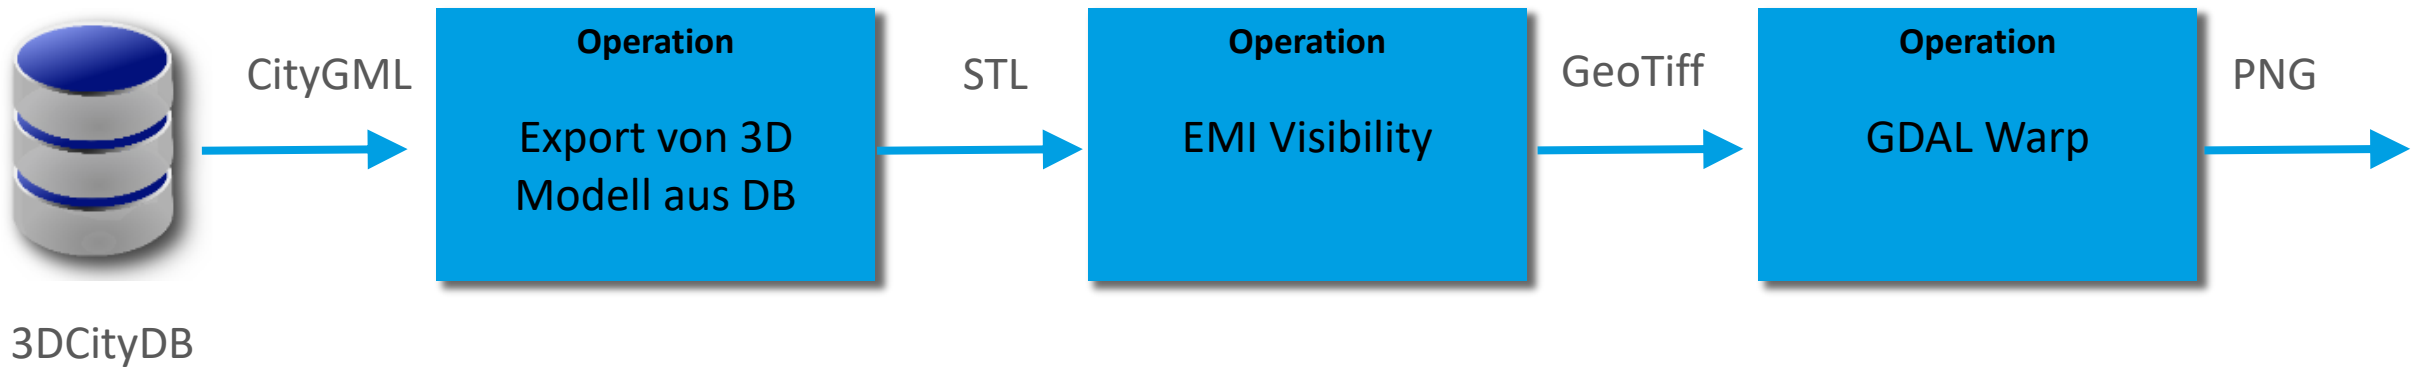 3DCityDB
CityGML
Operation
Export von 3D
Modell aus DB
STL
Operation
EMI Visibility
GeoTiff
Operation
GDAL Warp
PNG